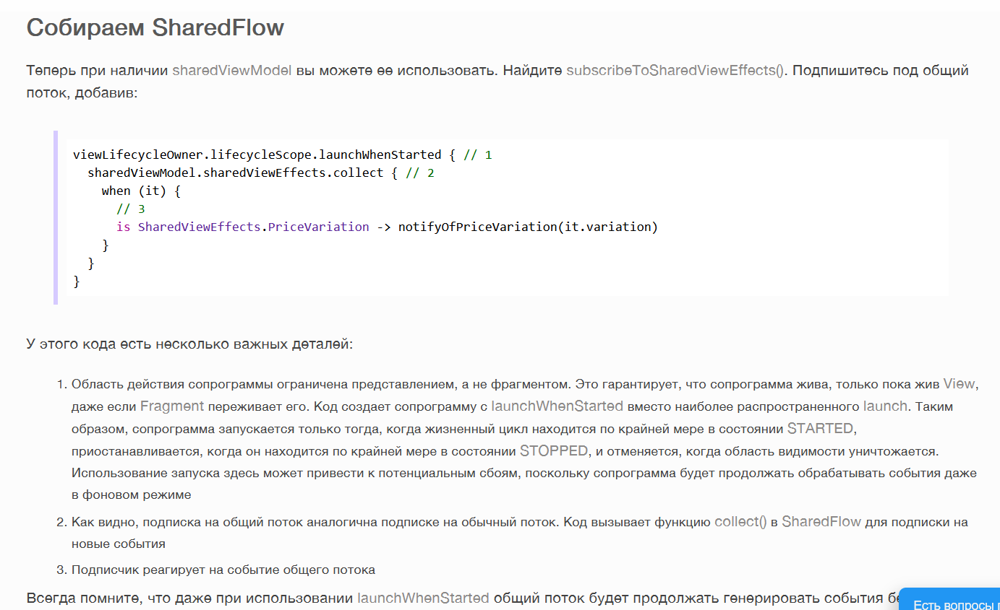 Собираем SharedFlow
Теперь при наличии sharedViewModel вы можете ее использовать. Найдите subscribeToSharedViewEffects(). Подпишитесь под общий
поток, добавив:
viewLifecycleOwner.lifecycleScope.launchWhenStarted { // 1
  sharedViewModel.sharedViewEffects.collect { // 2
    when (it) {
      // 3
      is SharedViewEffects.PriceVariation -> notifyOfPriceVariation(it.variation)
    }
  }
}
У этого кода есть несколько важных деталей:
1. Область действия сопрограммы ограничена представлением, а не фрагментом. Это гарантирует, что сопрограмма жива, только пока жив View,
даже если Fragment переживает его. Код создает сопрограмму с launchWhenStarted вместо наиболее распространенного launch. Таким
образом, сопрограмма запускается только тогда, когда жизненный цикл находится по крайней мере в состоянии STARTED,
приостанавливается, когда он находится по крайней мере в состоянии STOPPED, и отменяется, когда область видимости уничтожается.
Использование запуска здесь может привести к потенциальным сбоям, поскольку сопрограмма будет продолжать обрабатывать события даже
в фоновом режиме
2. Как видно, подписка на общий поток аналогична подписке на обычный поток. Код вызывает функцию collect() в SharedFlow для подписки на
новые события
3. Подписчик реагирует на событие общего потока
Всегда помните, что даже при использовании launchWhenStarted общий поток будет продолжать генерировать события
Есть вопросы